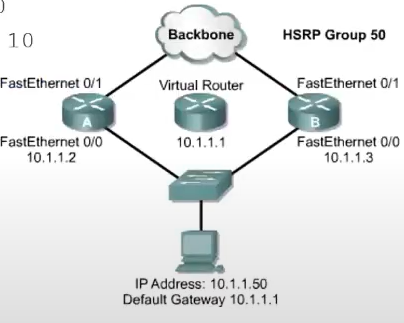 0
10
Backbone
HSRP Group 50
FastEthernet 0/1
Virtual Router
FastEthernet 0/1
A
B
FastEthernet 0/0
10.1.1.2
10.1.1.1
FastEthernet 0/0
10.1.1.3
IP Address: 10.1.1.50
Default Gateway 10.1.1.1